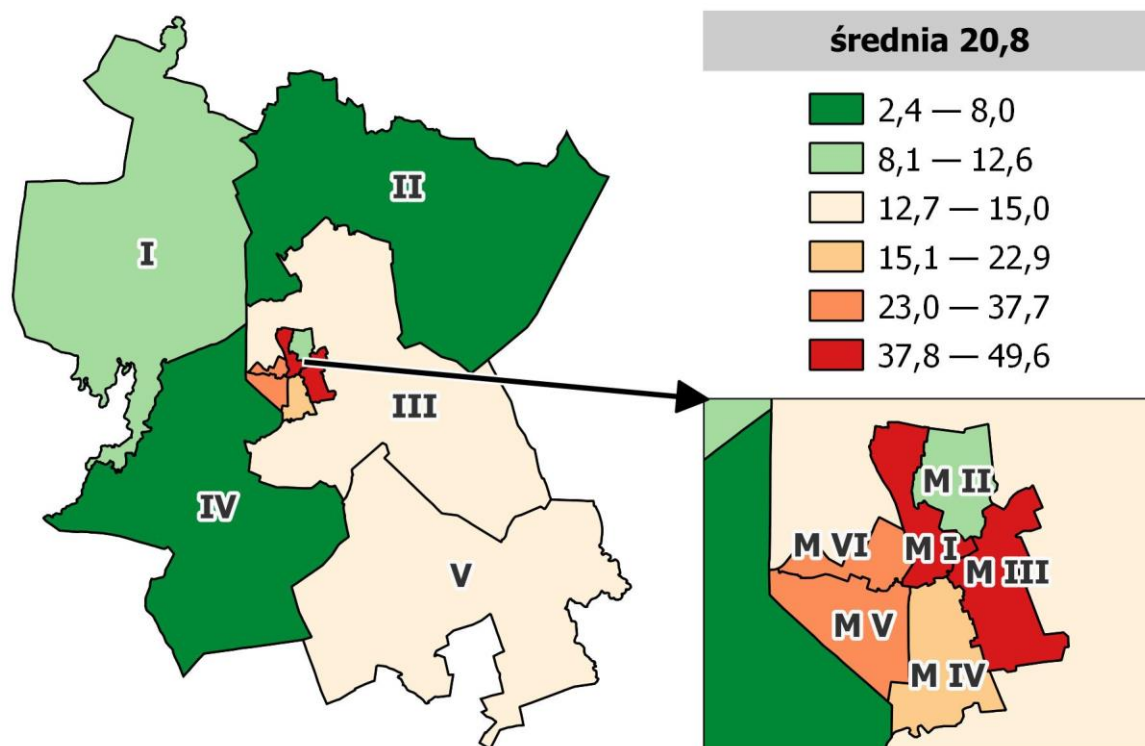 średnia 20,8
2,4 — 8,0
8,1 — 12,6
12,7 — 15,0
15,1 — 22,9
23,0 — 37,7
37,8 — 49,6
I
II
III
IV
V
M II
M VI
M I
M III
M V
M IV